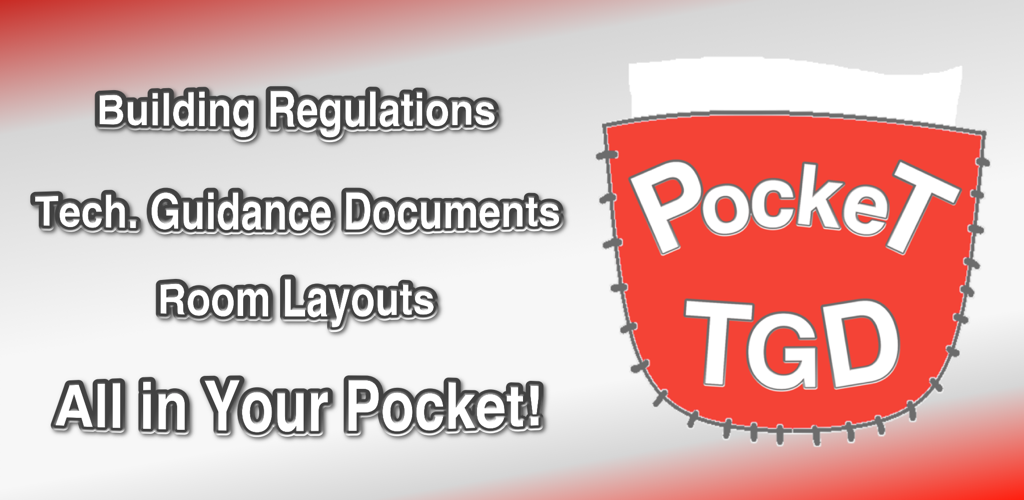 Building Regulations
Tech. Guidance Documents
Room Layouts
All in Your Pocket!
PockeT
TGD